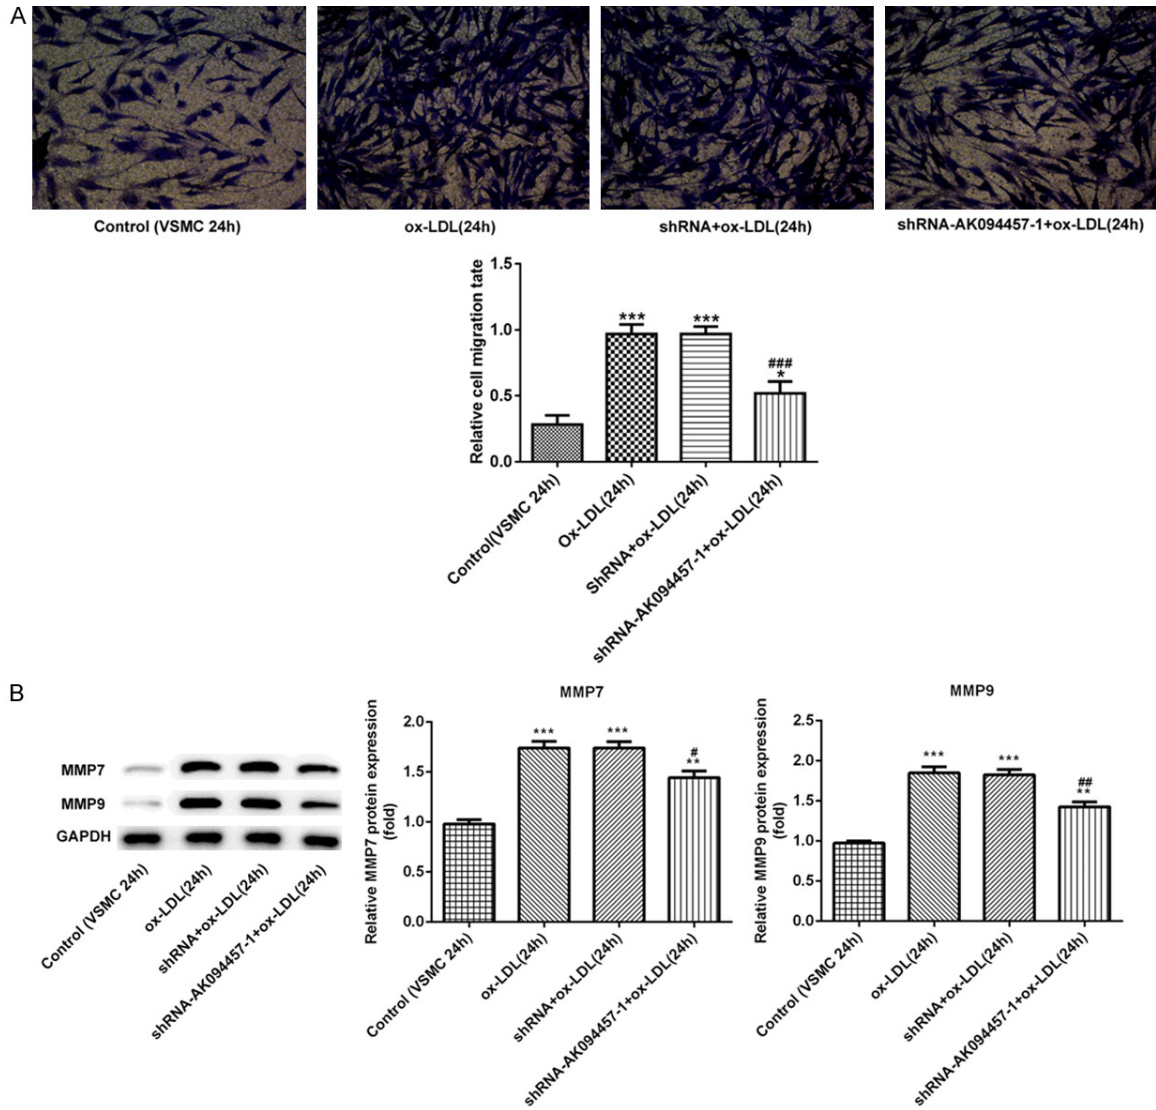 A
Control (VSMC 24h)
ox-LDL(24h)
shRNA+ox-LDL(24h)
shRNA-AK094457-1+ox-LDL(24h)
Relative cell migration tate
1.5
1.0
0.5
0.0
***
***
###
*
Control(VSMC 24h)
Ox-LDL(24h)
ShRNA+ox-LDL(24h)
shRNA-AK094457-1+ox-LDL(24h)
B
MMP7
MMP9
GAPDH
Control (VSMC 24h)
ox-LDL(24h)
shRNA+ox-LDL(24h)
shRNA-AK094457-1+ox-LDL(24h)
MMP7
Relative MMP7 protein expression
(fold)
2.0
1.5
1.0
0.5
0.0
***
***
#
**
Control (VSMC 24h)
ox-LDL(24h)
shRNA+ox-LDL(24h)
shRNA-AK094457-1+ox-LDL(24h)
MMP9
Relative MMP9 protein expression
(fold)
2.5
2.0
1.5
1.0
0.5
0.0
***
***
##
**
Control (VSMC 24h)
ox-LDL(24h)
shRNA+ox-LDL(24h)
shRNA-AK094457-1+ox-LDL(24h)